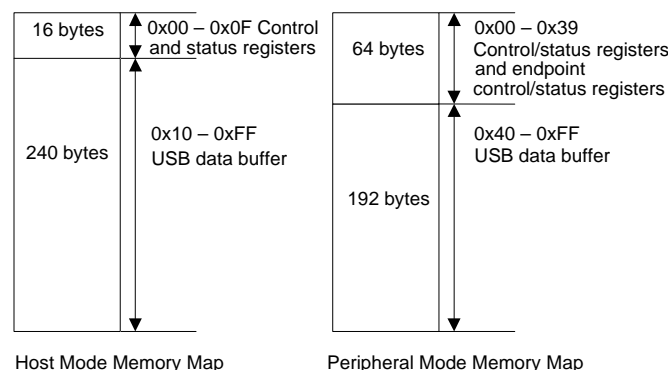 16 bytes
0x00 – 0x0F Control
and status registers
240 bytes
0x10 – 0xFF
USB data buffer
Host Mode Memory Map
64 bytes
0x00 – 0x39
Control/status registers
and endpoint
control/status registers
0x40 – 0xFF
USB data buffer
192 bytes
Peripheral Mode Memory Map